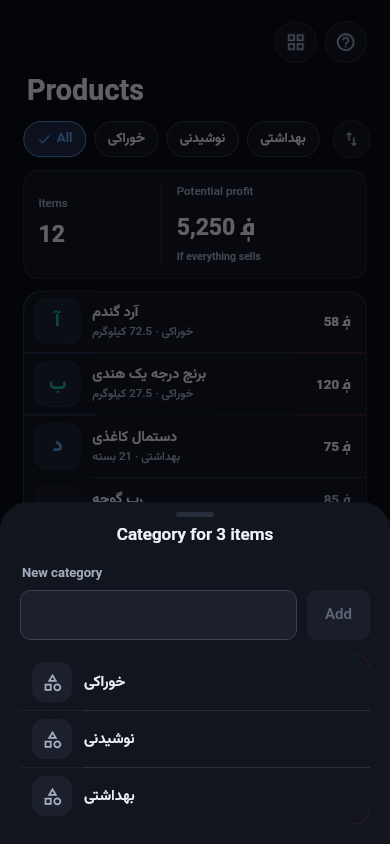 Products
All
خوراکی
نوشیدنی
بهداشتی
Items
12
Potential profit
5,250 ؋
If everything sells
آ
آرد گندم
خوراکی · 72.5 کیلوگرم
58 ؋
ب
برنج درجه یک هندی
خوراکی · 27.5 کیلوگرم
120 ؋
د
دستمال کاغذی
بهداشتی · 21 بسته
75 ؋
رب گوجه
85 ؋
Category for 3 items
New category
Add
خوراکی
نوشیدنی
بهداشتی